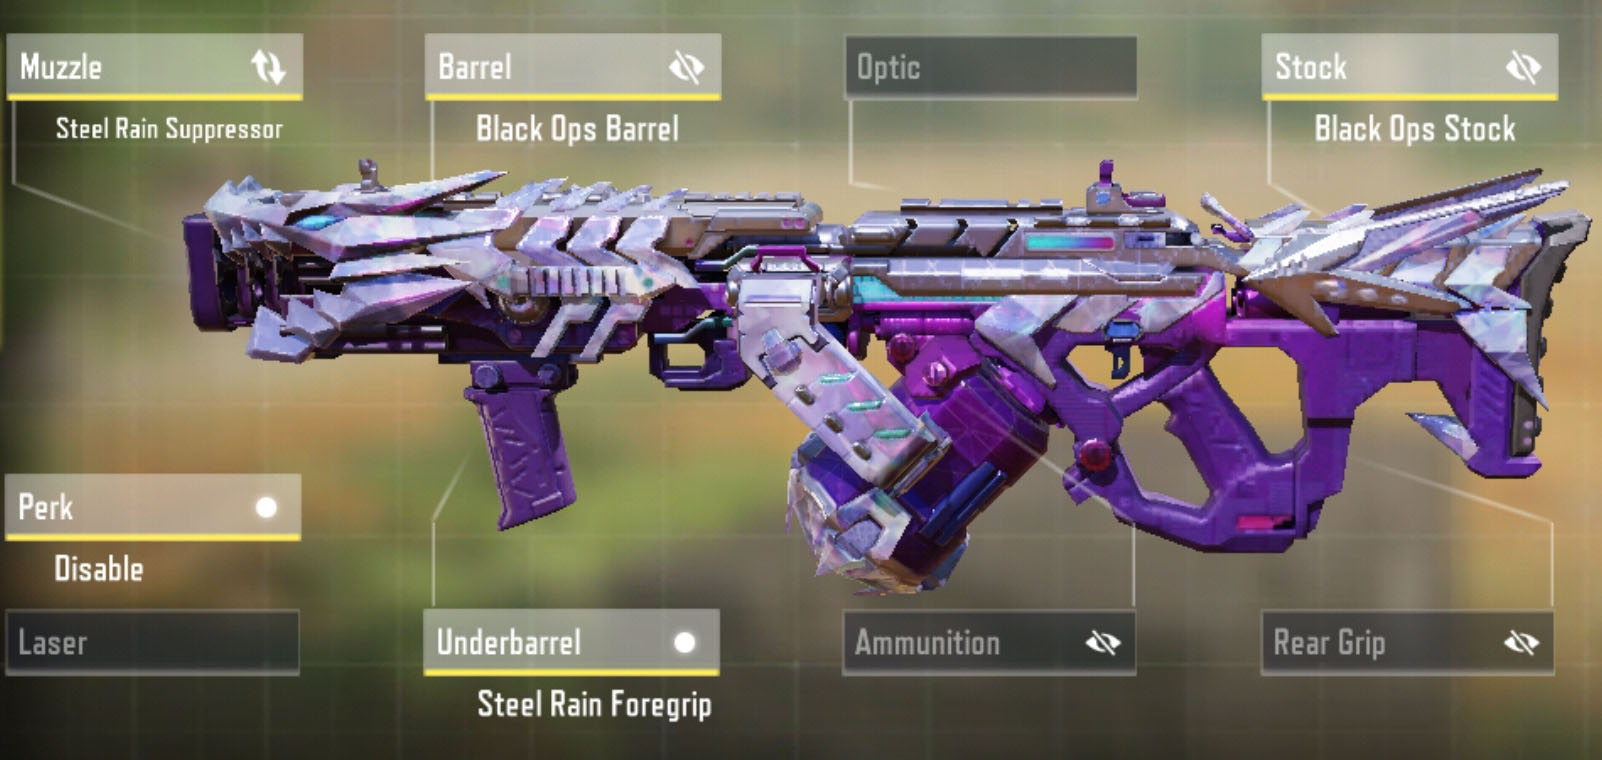 Muzzle
Steel Rain Suppressor
Barrel
Black Ops Barrel
Optic
Stock
Black Ops Stock
Perk
Disable
Laser
Underbarrel
Steel Rain Foregrip
Ammunition
Rear Grip